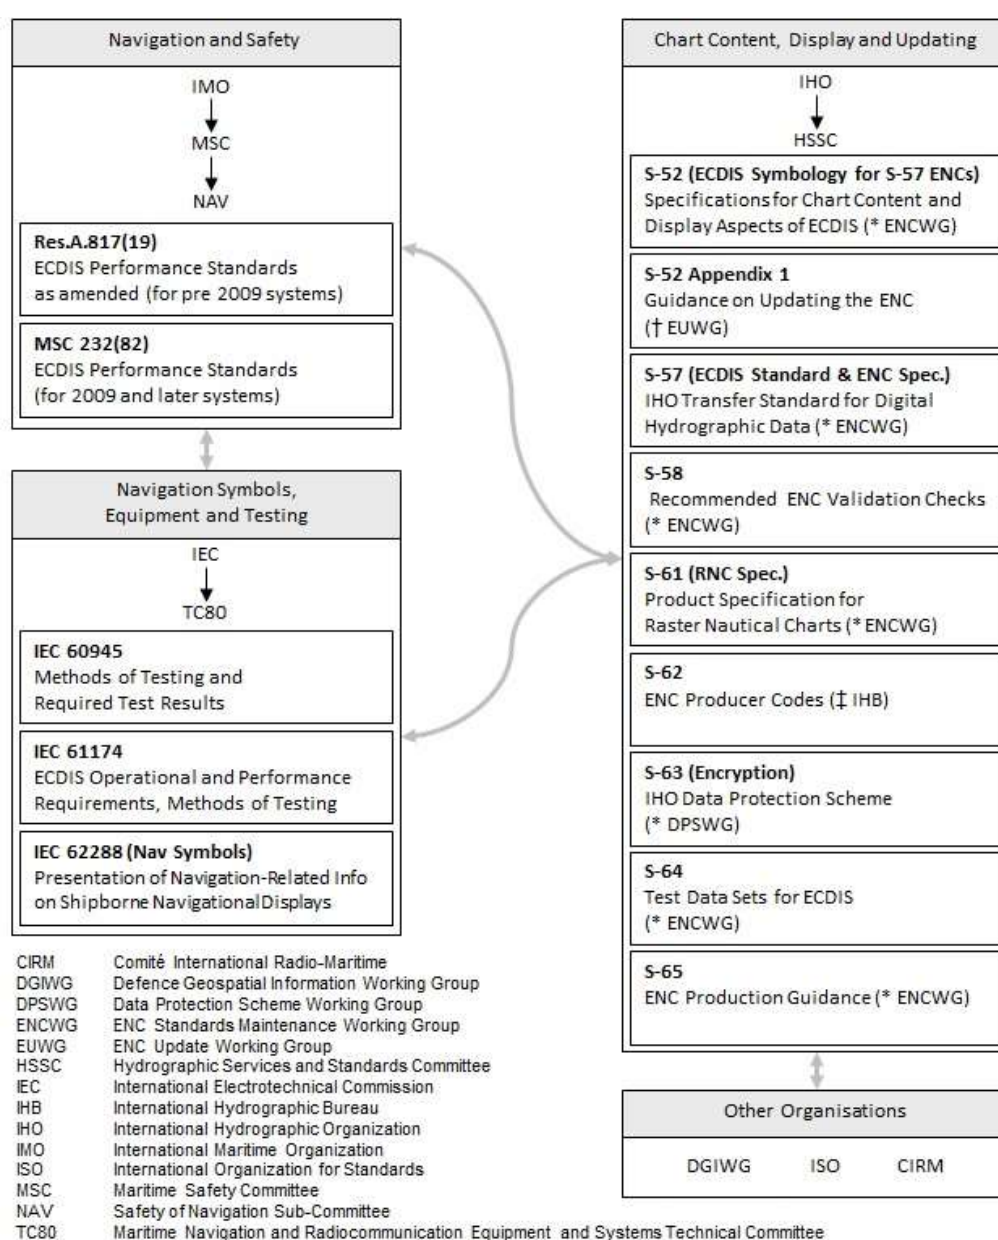 Navigation and Safety
IMO
MSC
NAV
Res.A.817(19)
ECDIS Performance Standards
as amended (for pre 2009 systems)
MSC 232(82)
ECDIS Performance Standards
(for 2009 and later systems)
Navigation Symbols,
Equipment and Testing
IEC
TC80
IEC 60945
Methods of Testing and
Required Test Results
IEC 61174
ECDIS Operational and Performance
Requirements, Methods of Testing
IEC 62288 (Nav Symbols)
Presentation of Navigation-Related Info
on Shipborne Navigational Displays
Chart Content, Display and Updating
IHO
HSSC
S-52 (ECDIS Symbology for S-57 ENCs)
Specifications for Chart Content and
Display Aspects of ECDIS (* ENCWG)
S-52 Appendix 1
Guidance on Updating the ENC
(† EUWG)
S-57 (ECDIS Standard & ENC Spec.)
IHO Transfer Standard for Digital
Hydrographic Data (* ENCWG)
S-58
Recommended ENC Validation Checks
(* ENCWG)
S-61 (RNC Spec.)
Product Specification for
Raster Nautical Charts (* ENCWG)
S-62
ENC Producer Codes (‡ IHB)
S-63 (Encryption)
IHO Data Protection Scheme
(* DPSWG)
S-64
Test Data Sets for ECDIS
(* ENCWG)
S-65
ENC Production Guidance (* ENCWG)
Other Organisations
DGIWG ISO CIRM
CIRM Comité International Radio-Maritime
DGIWG Defence Geospatial Information Working Group
DPSWG Data Protection Scheme Working Group
ENCWG ENC Standards Maintenance Working Group
EUWG ENC Update Working Group
HSSC Hydrographic Services and Standards Committee
IEC International Electrotechnical Commission
IHB International Hydrographic Bureau
IHO International Hydrographic Organization
IMO International Maritime Organization
ISO International Organization for Standards
MSC Maritime Safety Committee
NAV Safety of Navigation Sub-Committee
TC80 Maritime Navigation and Radiocommunication Equipment and Systems Technical Committee